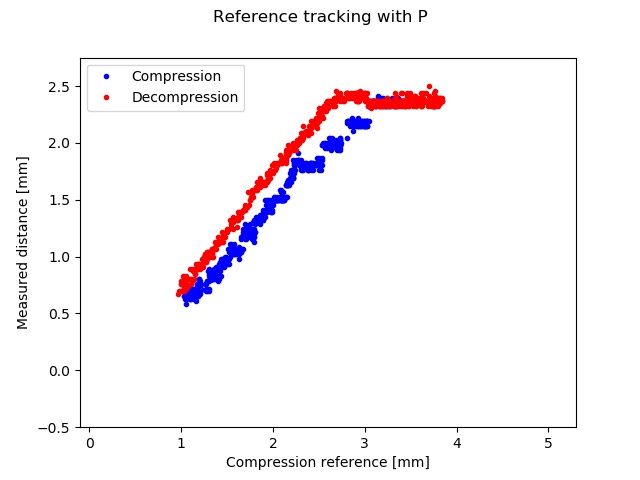 Reference tracking with P
Compression
Decompression
2.5
2.0
1.5
1.0
0.5
0.0
−0.5
Measured distance [mm]
0 1 2 3 4 5
Compression reference [mm]